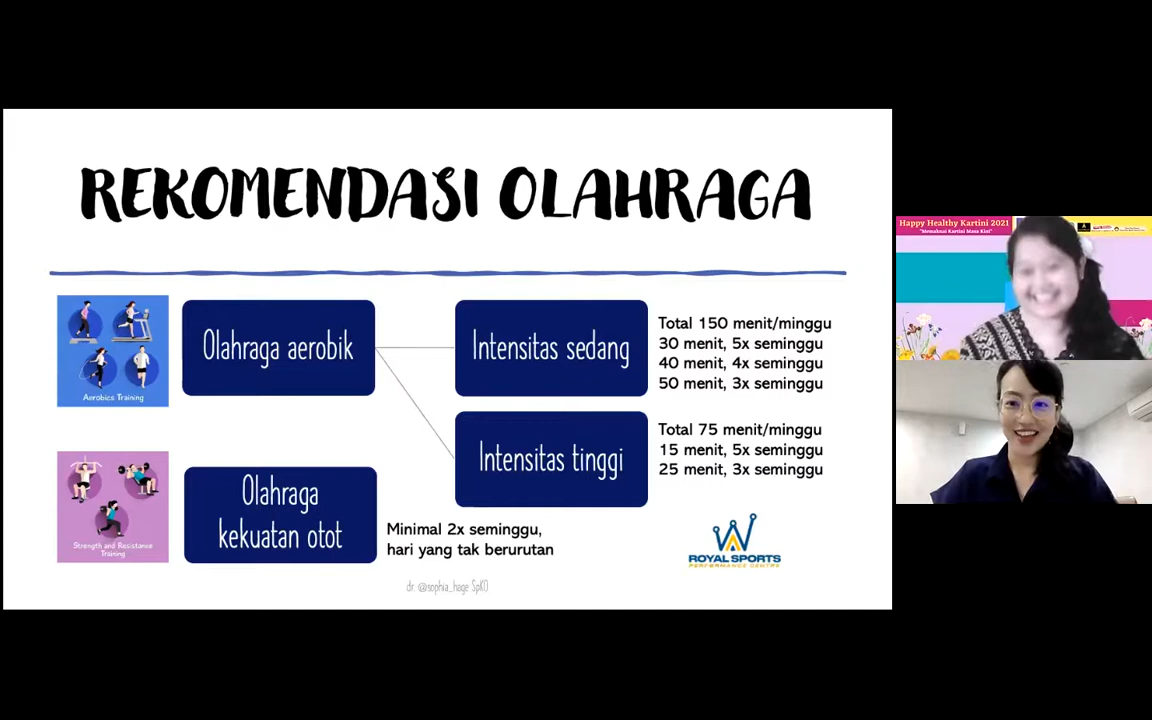 REKOMENDASI OLAHRAGA
Aerobics Training
Olahraga aerobik
Intensitas sedang
Total 150 menit/minggu
30 menit, 5x seminggu
40 menit, 4x seminggu
50 menit, 3x seminggu
Intensitas tinggi
Total 75 menit/minggu
15 menit, 5x seminggu
25 menit, 3x seminggu
Strength and Resistance
Training
Olahraga
kekuatan otot
Minimal 2x seminggu,
hari yang tak berurutan
ROYAL SPORTS
PERFORMANCE CENTRE
dr. @sophia_hage SpKO
Happy Healthy Kartini 2021
"Memaknai Kartini Masa Kini"